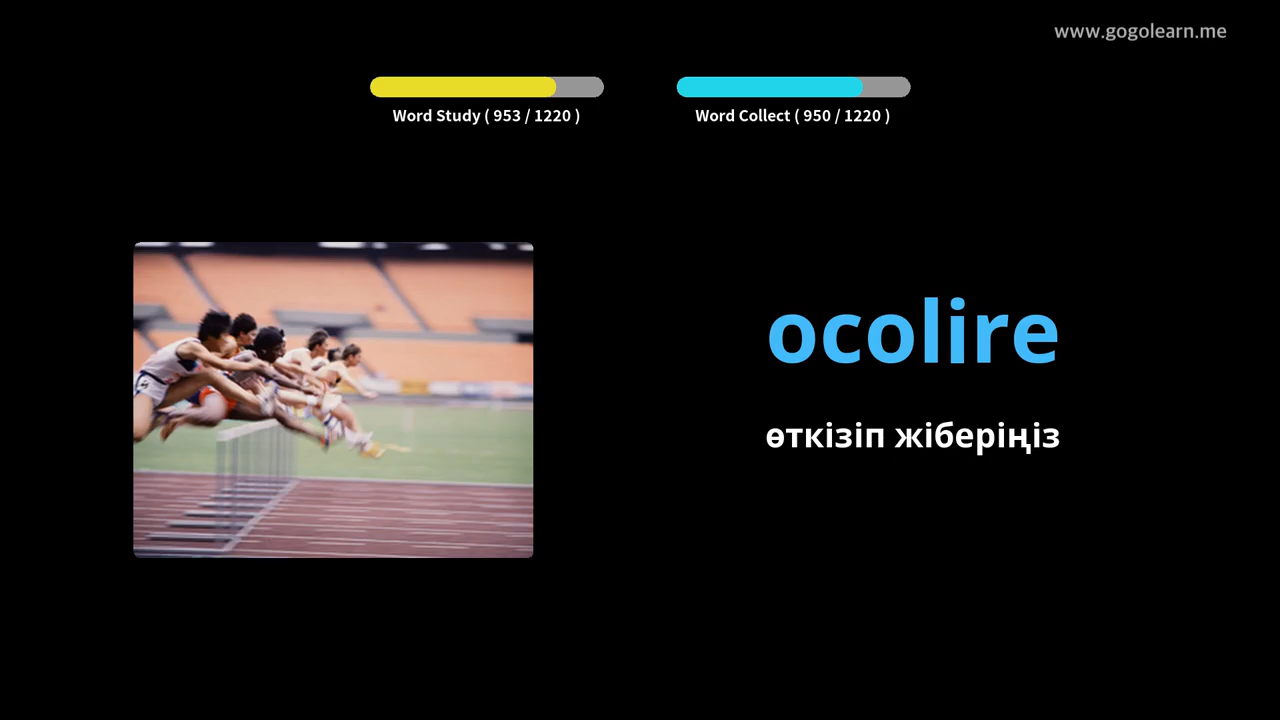 www.gogolearn.me
Word Study ( 953 / 1220 )
Word Collect ( 950 / 1220 )
ocolire
өткізіп жіберіңіз